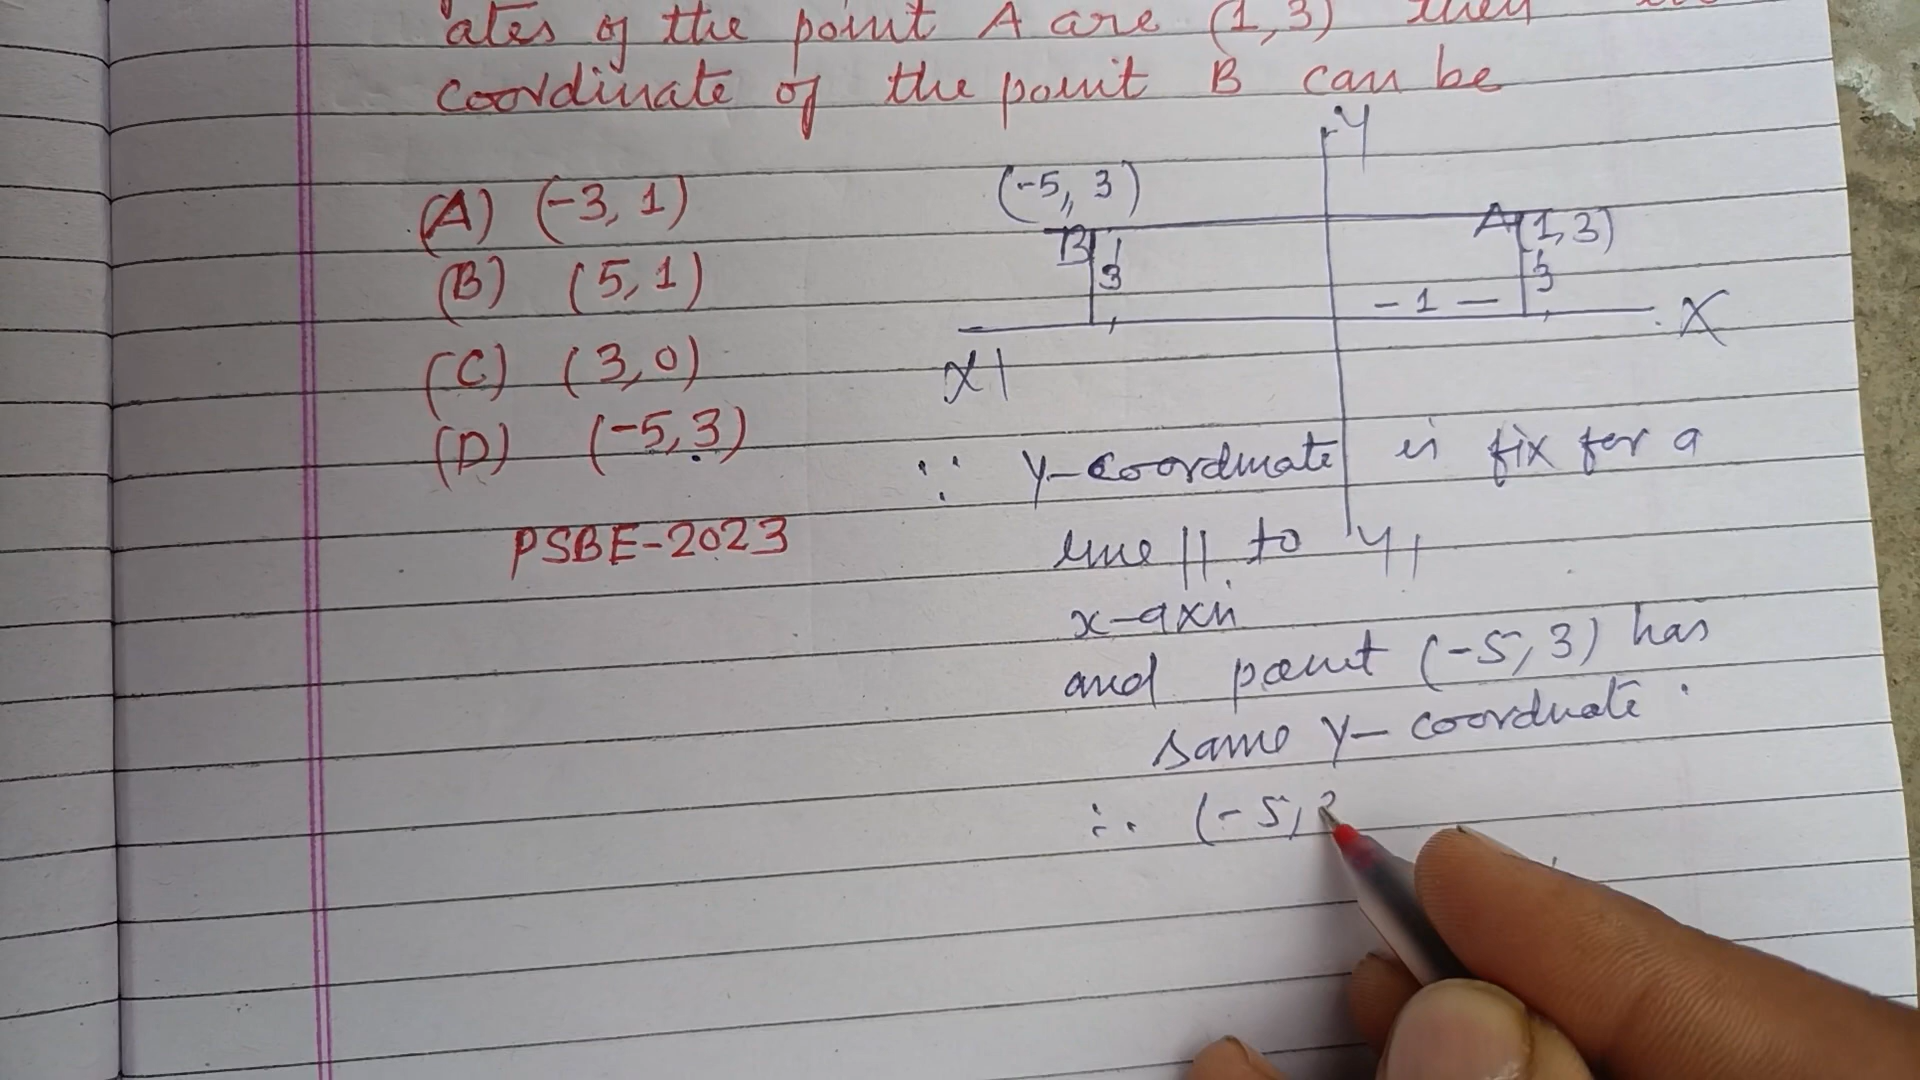 ates of the point A are (1,3) then
coordinate of the point B can be
(A) (-3, 1)
(B) (5, 1)
(C) (3, 0)
(D) (-5, 3)
PSBE-2023
Y
(-5, 3)
A(1,3)
B
3
3
- 1 -
X
X'
∵ Y-coordinate is fix for a
line || to
Y'
x-axis
and point (-5, 3) has
same Y-coordinate.
∴ (-5, 3